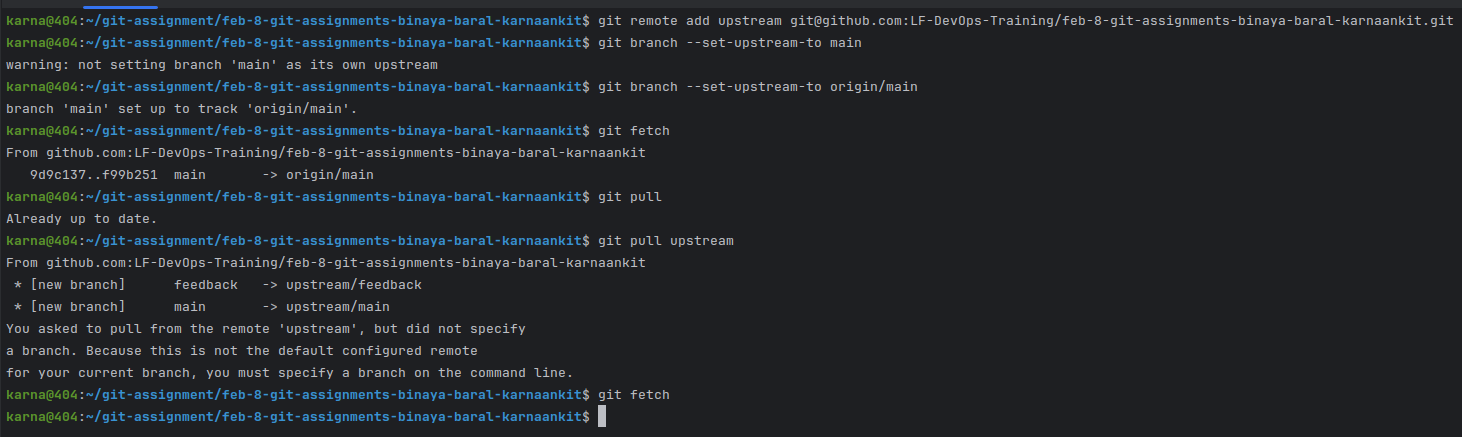 karna@404:~/git-assignment/feb-8-git-assignments-binaya-baral-karnaankit$ git remote add upstream git@github.com:LF-DevOps-Training/feb-8-git-assignments-binaya-baral-karnaankit.git
karna@404:~/git-assignment/feb-8-git-assignments-binaya-baral-karnaankit$ git branch --set-upstream-to main
warning: not setting branch 'main' as its own upstream
karna@404:~/git-assignment/feb-8-git-assignments-binaya-baral-karnaankit$ git branch --set-upstream-to origin/main
branch 'main' set up to track 'origin/main'.
karna@404:~/git-assignment/feb-8-git-assignments-binaya-baral-karnaankit$ git fetch
From github.com:LF-DevOps-Training/feb-8-git-assignments-binaya-baral-karnaankit
   9d9c137..f99b251  main       -> origin/main
karna@404:~/git-assignment/feb-8-git-assignments-binaya-baral-karnaankit$ git pull
Already up to date.
karna@404:~/git-assignment/feb-8-git-assignments-binaya-baral-karnaankit$ git pull upstream
From github.com:LF-DevOps-Training/feb-8-git-assignments-binaya-baral-karnaankit
 * [new branch]      feedback   -> upstream/feedback
 * [new branch]      main       -> upstream/main
You asked to pull from the remote 'upstream', but did not specify
a branch. Because this is not the default configured remote
for your current branch, you must specify a branch on the command line.
karna@404:~/git-assignment/feb-8-git-assignments-binaya-baral-karnaankit$ git fetch
karna@404:~/git-assignment/feb-8-git-assignments-binaya-baral-karnaankit$